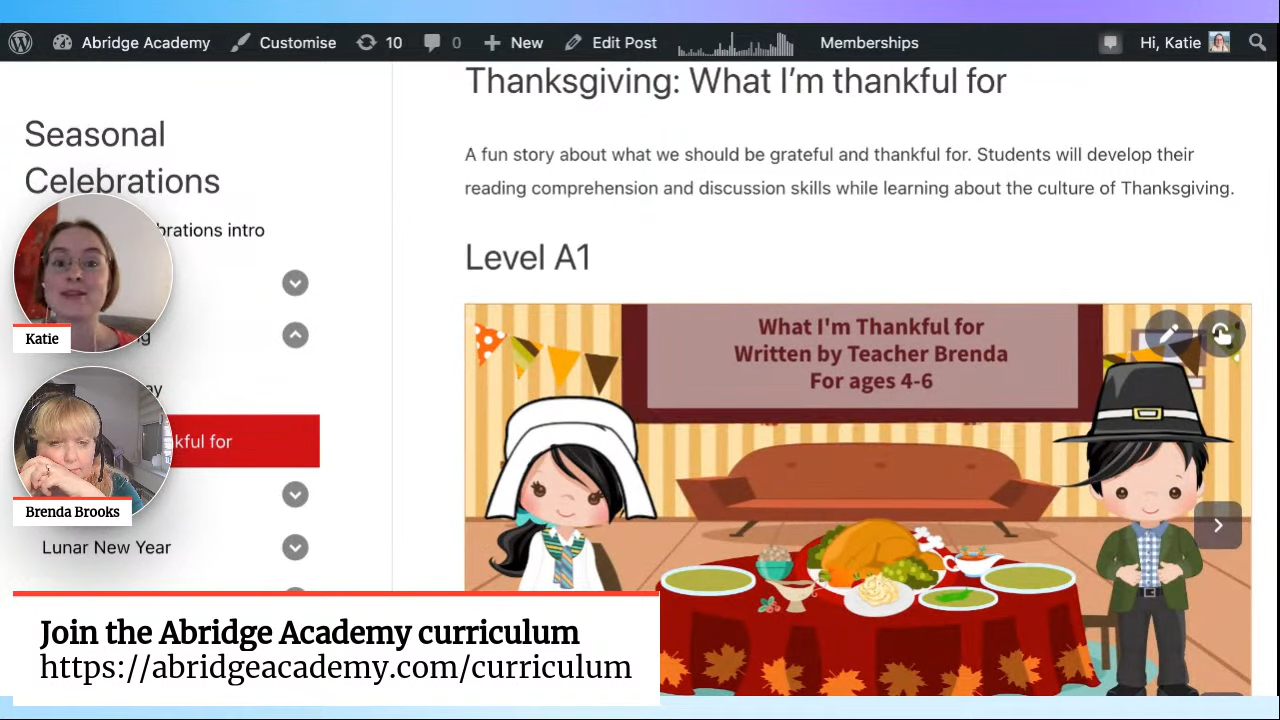 Abridge Academy Customise 10 0 New Edit Post Memberships Hi, Katie
Thanksgiving: What I'm thankful for
A fun story about what we should be grateful and thankful for. Students will develop their
reading comprehension and discussion skills while learning about the culture of Thanksgiving.
Level A1
What I'm Thankful for
Written by Teacher Brenda
For ages 4-6
Seasonal
Celebrations
intro
Katie
for
Brenda Brooks
Lunar New Year
Join the Abridge Academy curriculum
https://abridgeacademy.com/curriculum